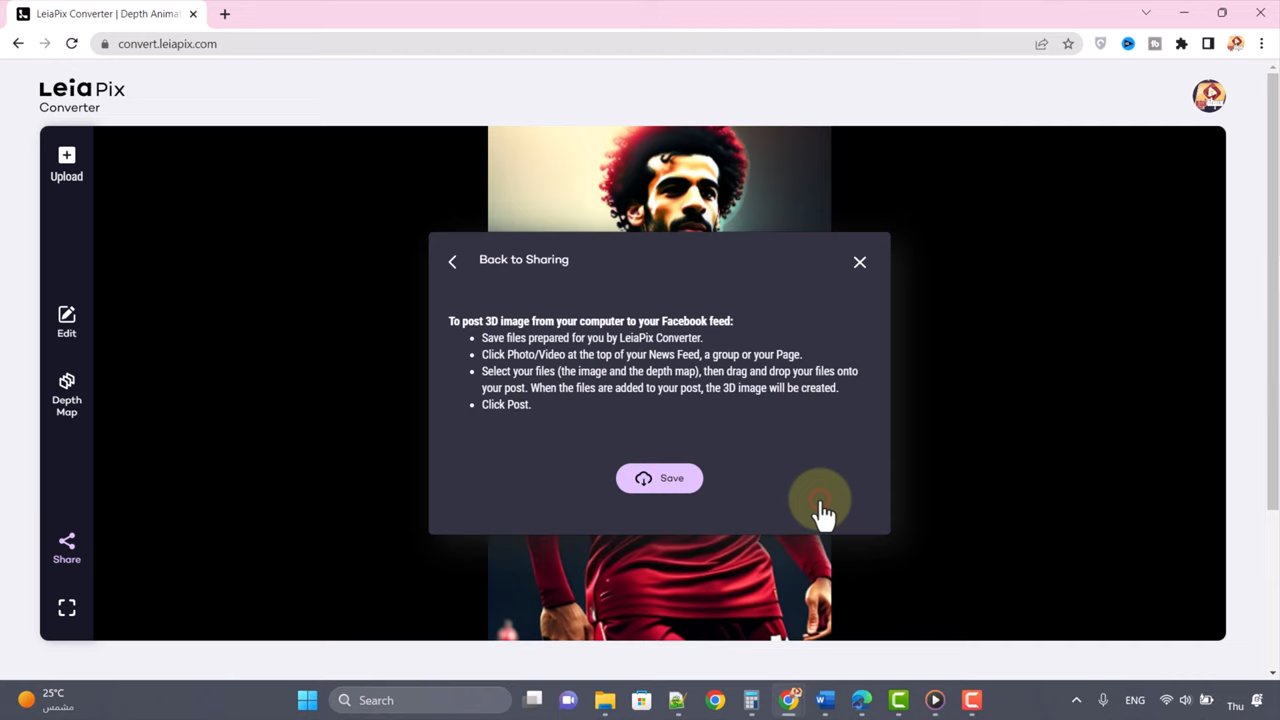 LeiaPix Converter | Depth Animat
convert.leiapix.com
LeiaPix
Converter
Upload
Edit
Depth
Map
Share
Back to Sharing
To post 3D image from your computer to your Facebook feed:
• Save files prepared for you by LeiaPix Converter.
• Click Photo/Video at the top of your News Feed, a group or your Page.
• Select your files (the image and the depth map), then drag and drop your files onto
your post. When the files are added to your post, the 3D image will be created.
• Click Post.
Save
25°C
مشمس
Search
ENG
Thu